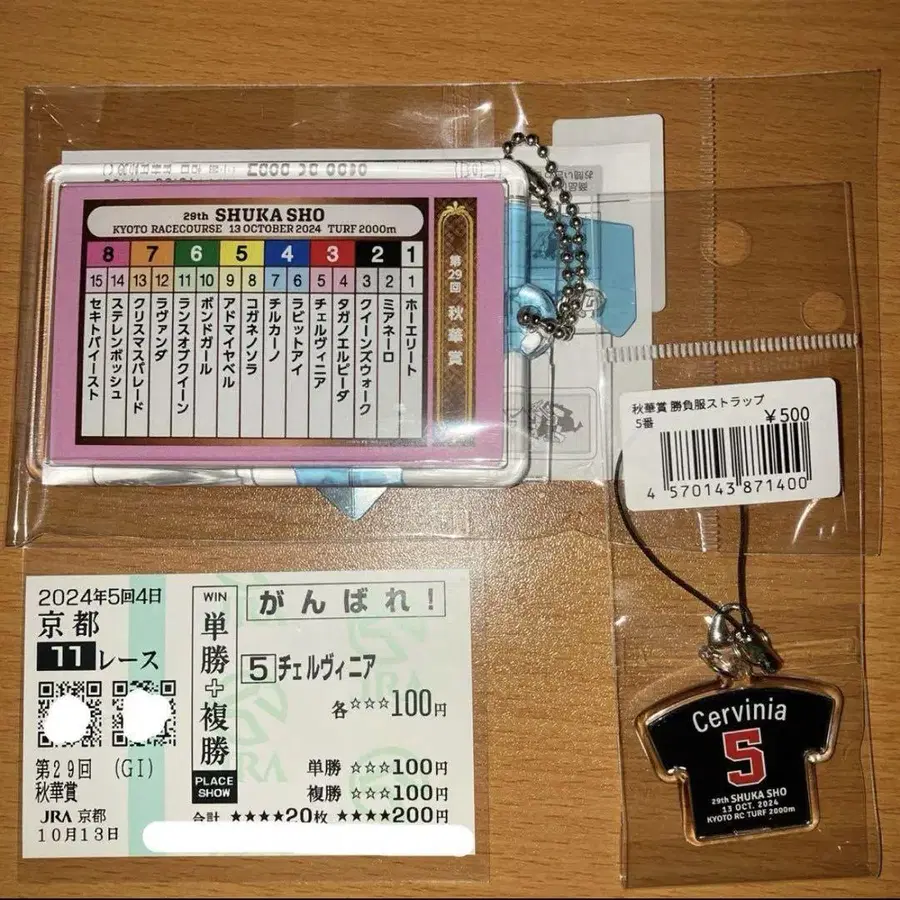 29th SHUKA SHO
KYOTO RACECOURSE 13 OCTOBER 2024 TURF 2000m
8 7 6 5 4 3 2 1
15 14 13 12 11 10 9 8 7 6 5 4 3 2 1
ホーエリート
ミアネーロ
クイーンズウォーク
タガノエルピーダ
チェルヴィニア
ラビットアイ
チルカーノ
コガネノソラ
アドマイヤベル
ボンドガール
ランスオブクイーン
ラヴァンダ
クリスマスパレード
ステレンボッシュ
セキトバイースト
第29回 秋華賞
秋華賞 勝負服ストラップ
5番
¥500
4 570143 871400
Cervinia
5
29th SHUKA SHO
13 OCT. 2024
KYOTO RC TURF 2000m
2024年5回4日
京都
11レース
第29回 (GI)
秋華賞
JRA 京都
10月13日
WIN
単勝+複勝
PLACE
SHOW
がんばれ!
5 チェルヴィニア
各☆☆☆100円
単勝 ☆☆☆100円
複勝 ☆☆☆100円
合計 ★★★★20枚 ★★★★200円